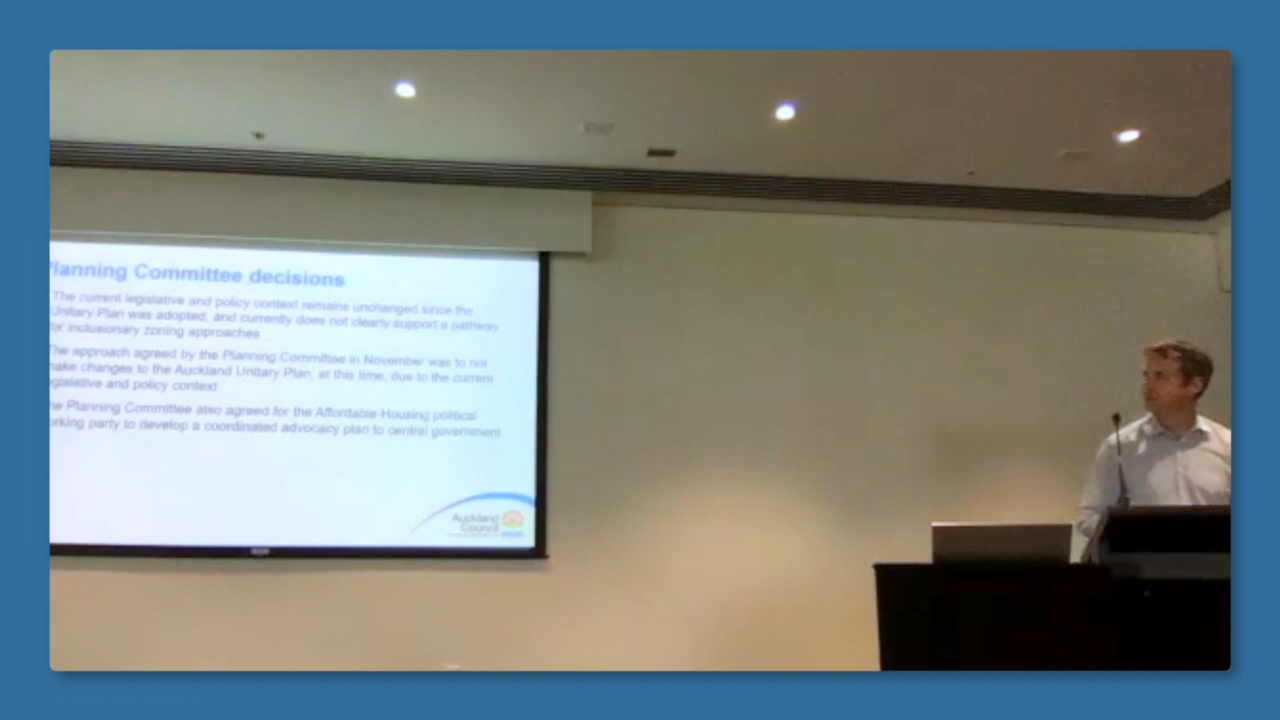 Planning Committee decisions
The current legislative and policy context remains unchanged since the
Unitary Plan was adopted, and currently does not clearly support a pathway
for inclusionary zoning approaches
The approach agreed by the Planning Committee in November was to not
make changes to the Auckland Unitary Plan, at this time, due to the current
legislative and policy context
The Planning Committee also agreed for the Affordable Housing political
working party to develop a coordinated advocacy plan to central government
Auckland
Council